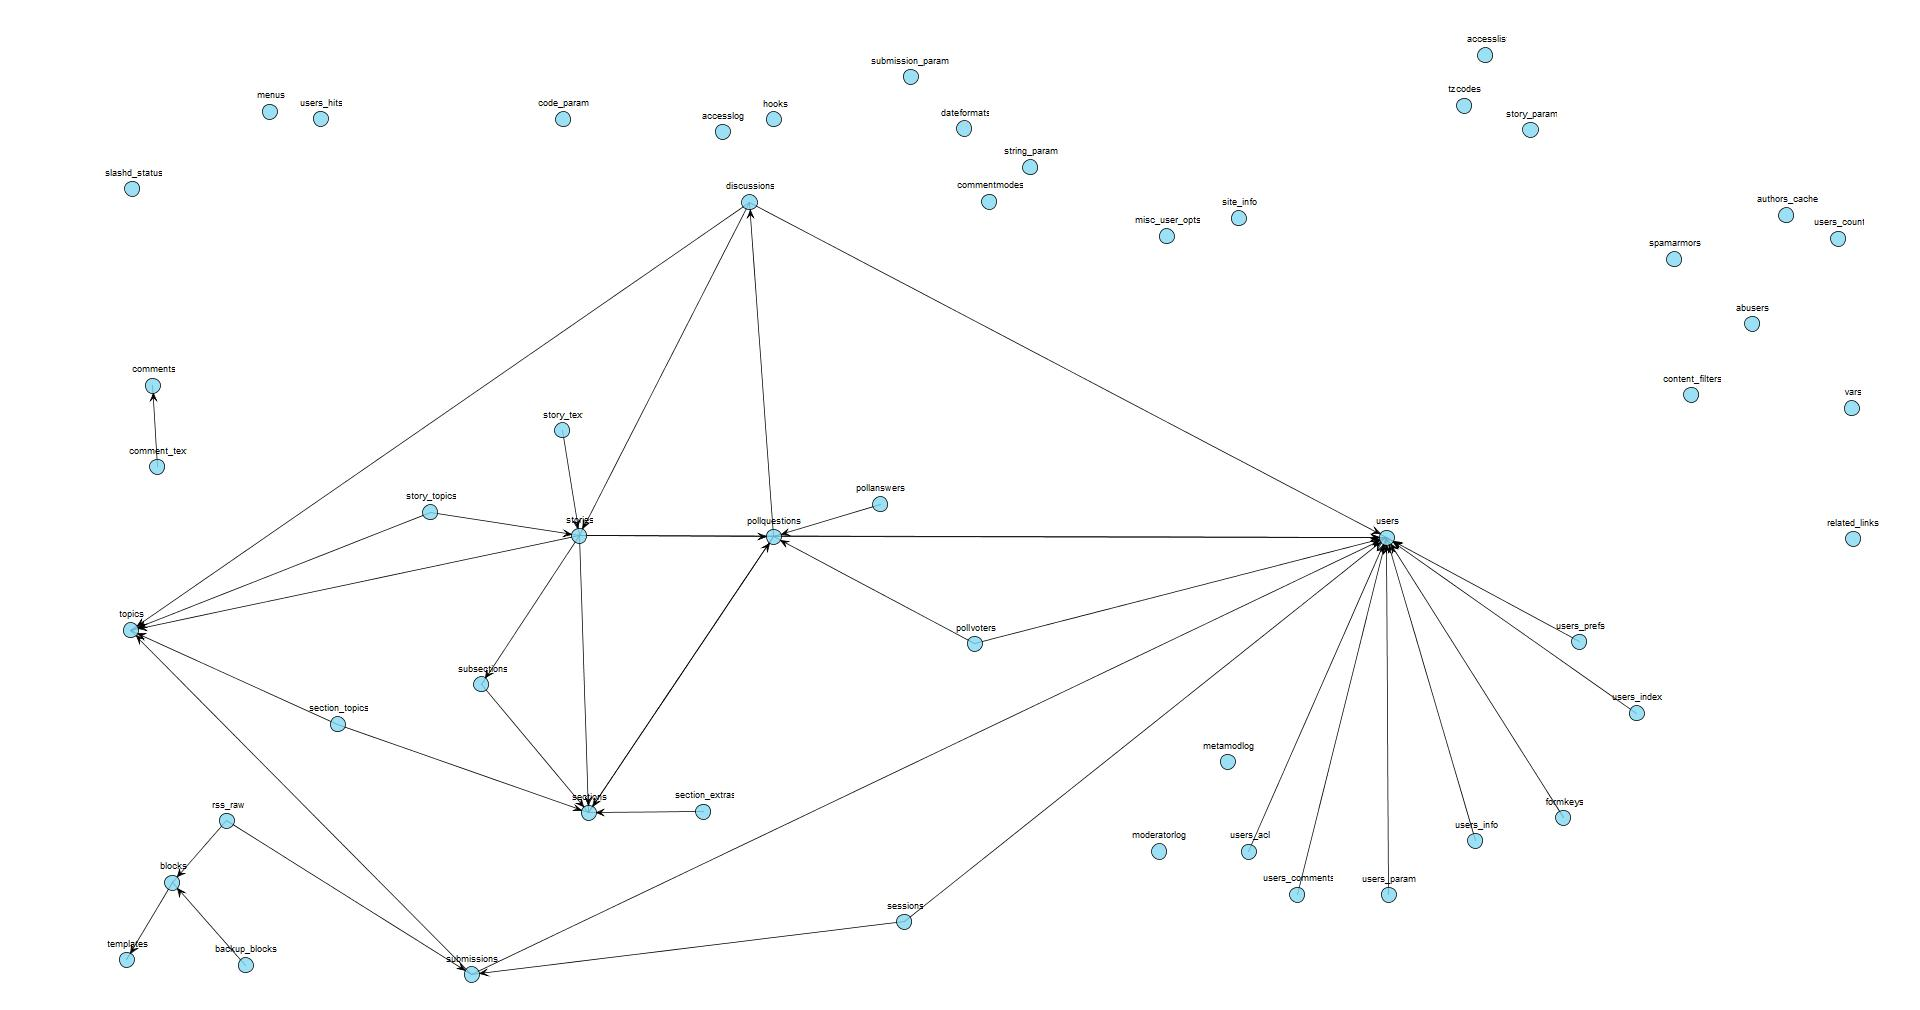 accesslis
submission_param
tzcodes
menus
users_hits
code_param
hooks
accesslog
dateformats
story_param
string_param
slashd_status
discussions
commentmodes
authors_cache
site_info
misc_user_opts
users_count
spamarmors
abusers
comments
content_filters
vars
story_tex
comment_tex
pollanswers
story_topics
stories
pollquestions
users
related_links
topics
pollvoters
users_prefs
subsections
users_index
section_topics
metamodlog
sections
section_extras
rss_raw
formkeys
users_info
moderatorlog
users_acl
blocks
users_comments
users_param
sessions
templates
backup_blocks
submissions